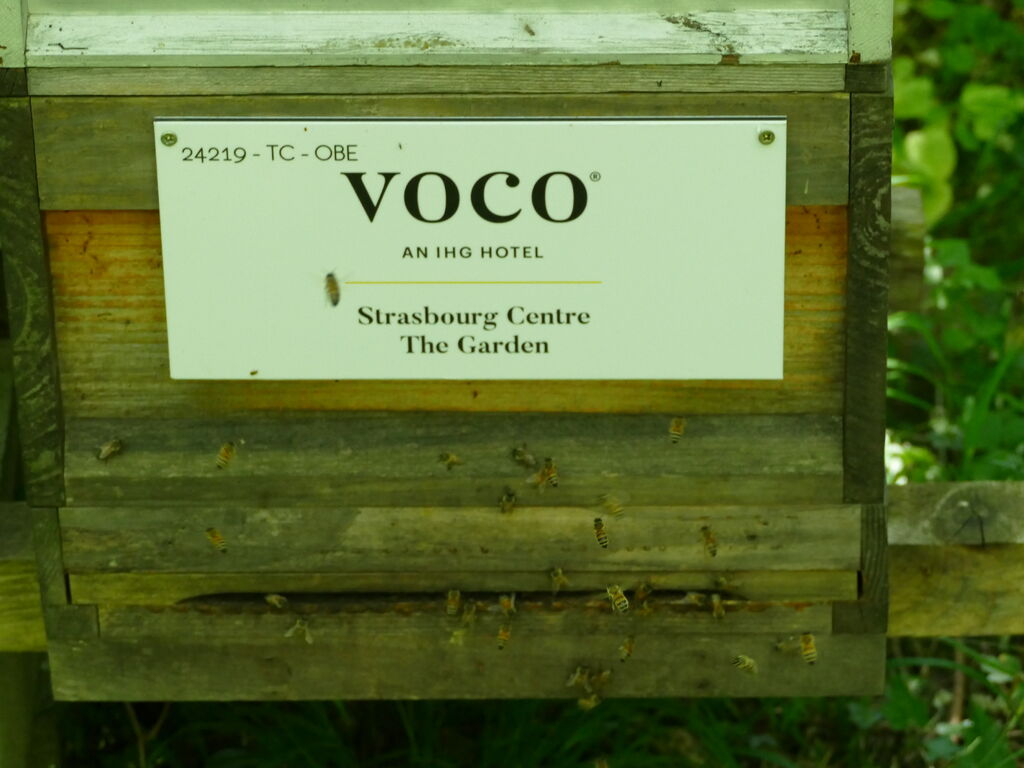 24219 - TC - OBE
VOCO®
AN IHG HOTEL
Strasbourg Centre
The Garden